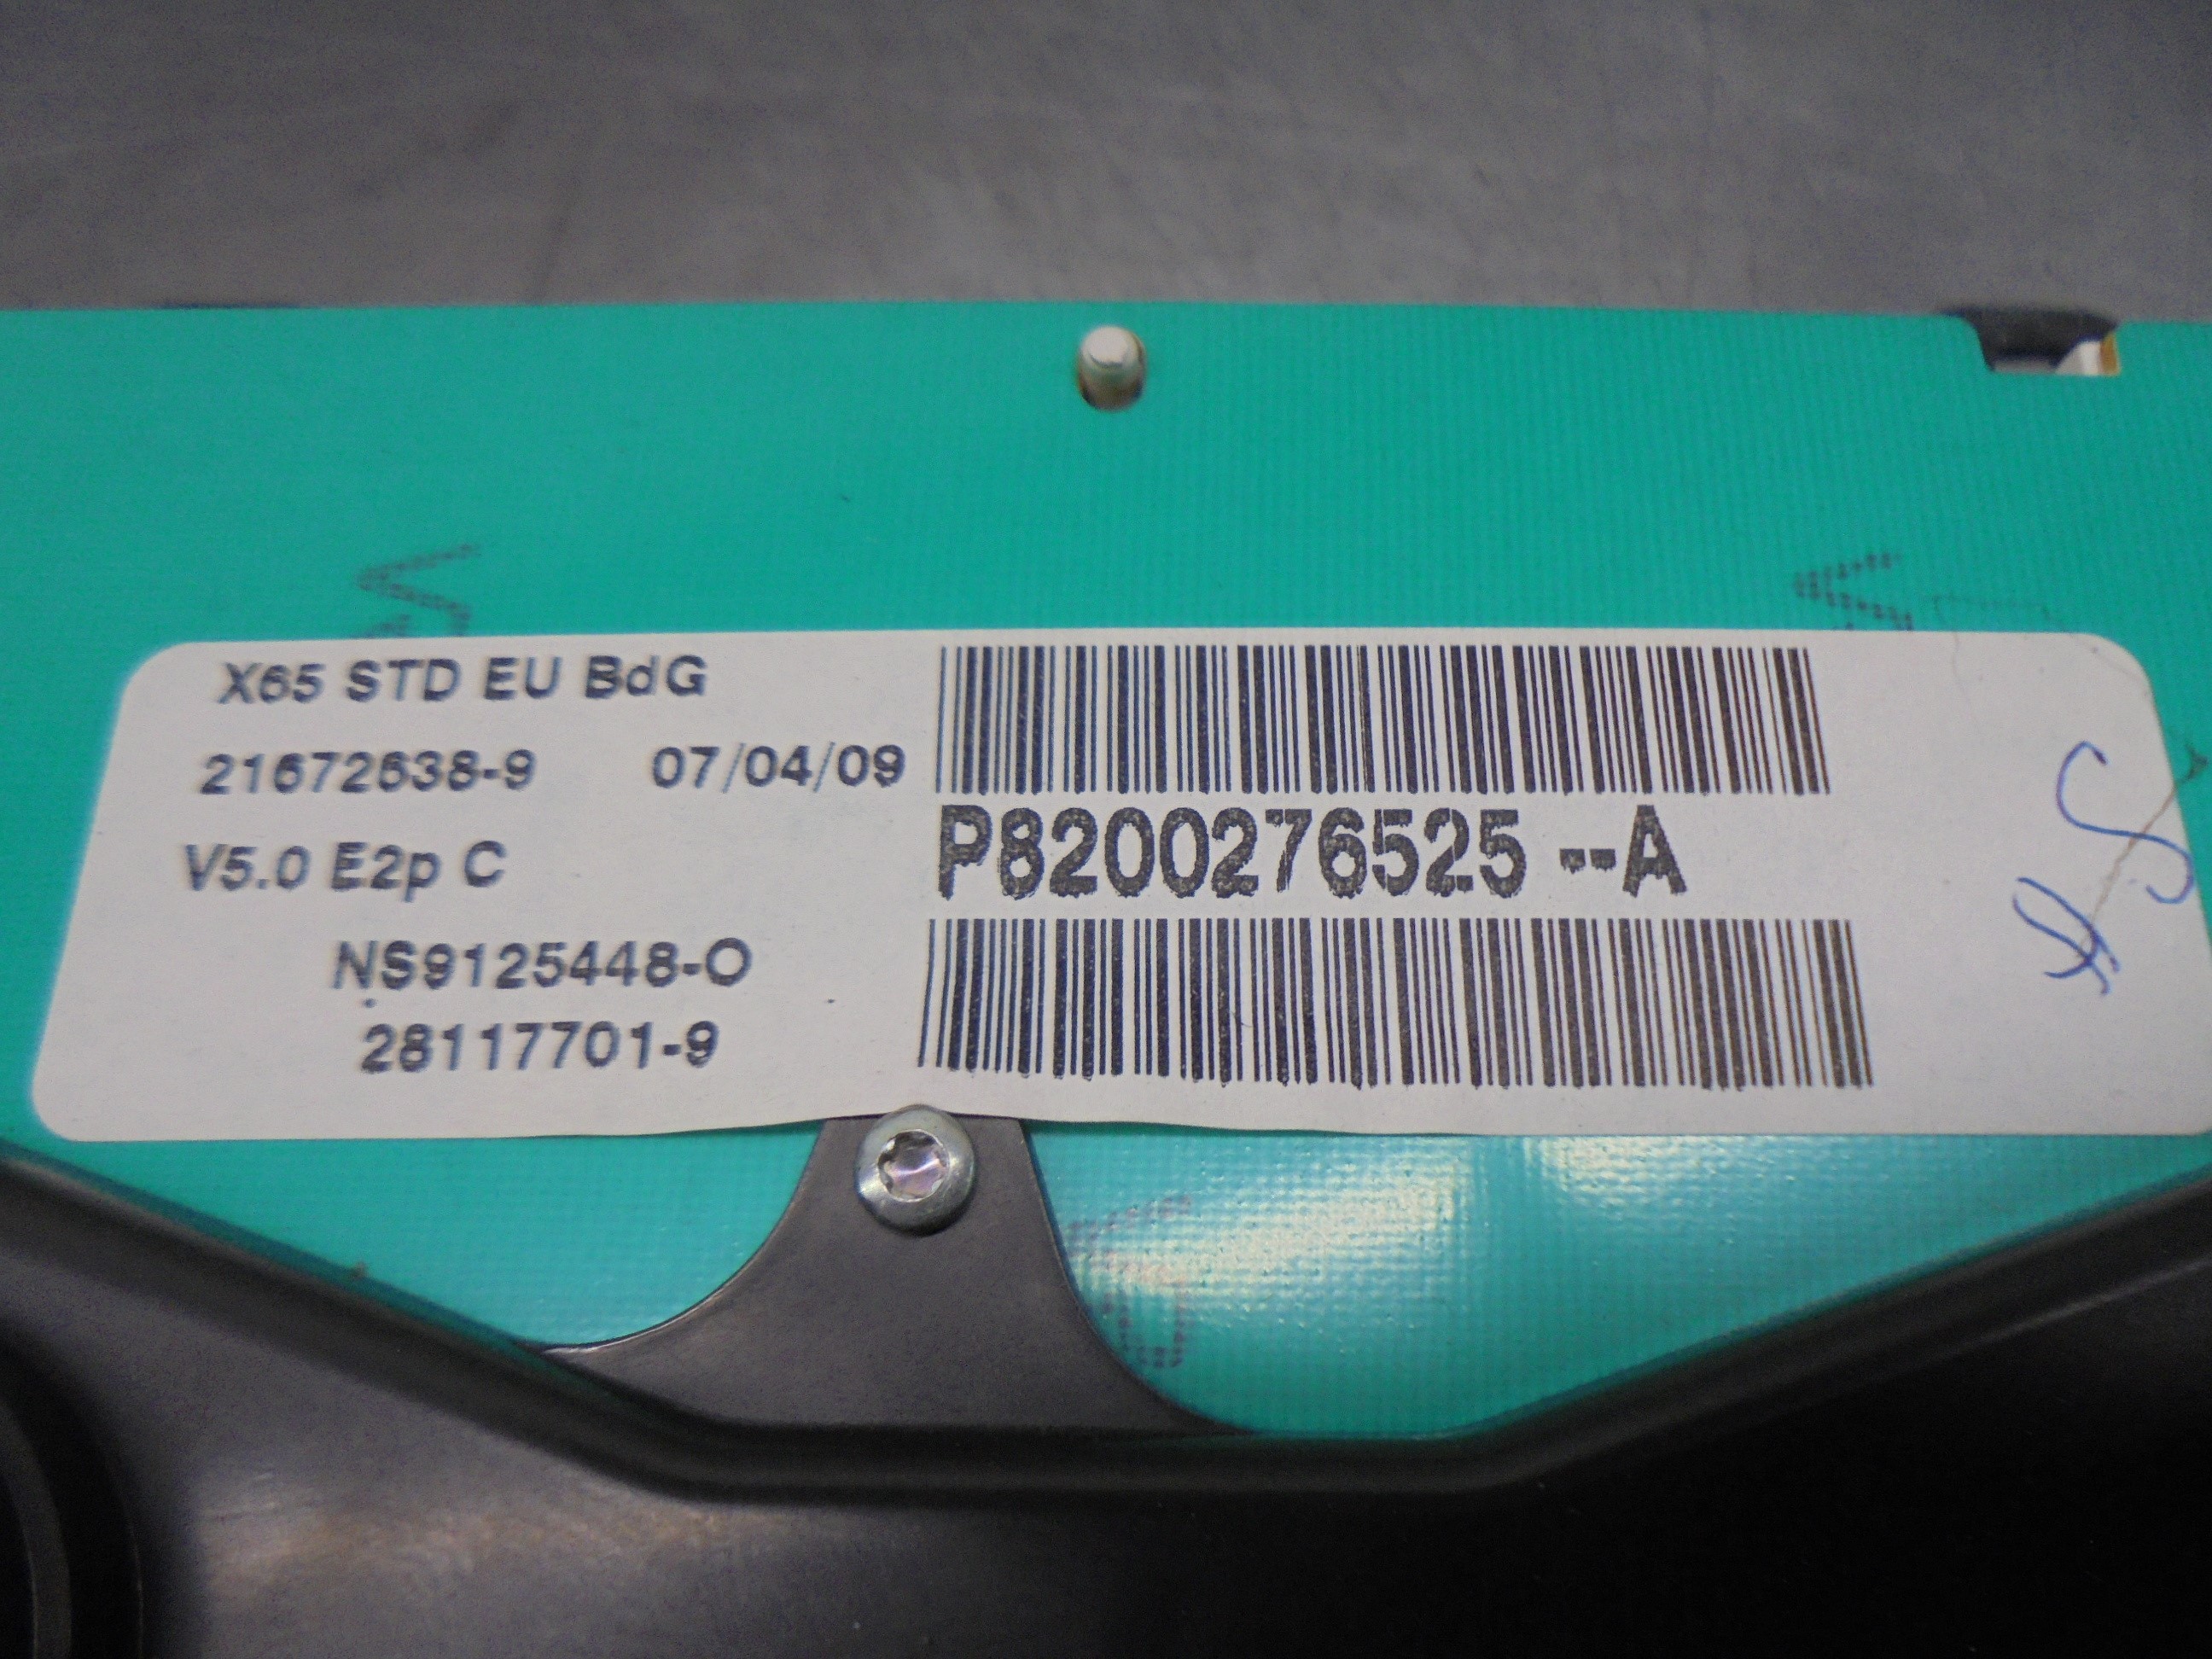 X65 STD EU BdG
21672638-9 07/04/09
V5.0 E2p C
NS9125448-O
28117701-9
P8200276525 --A